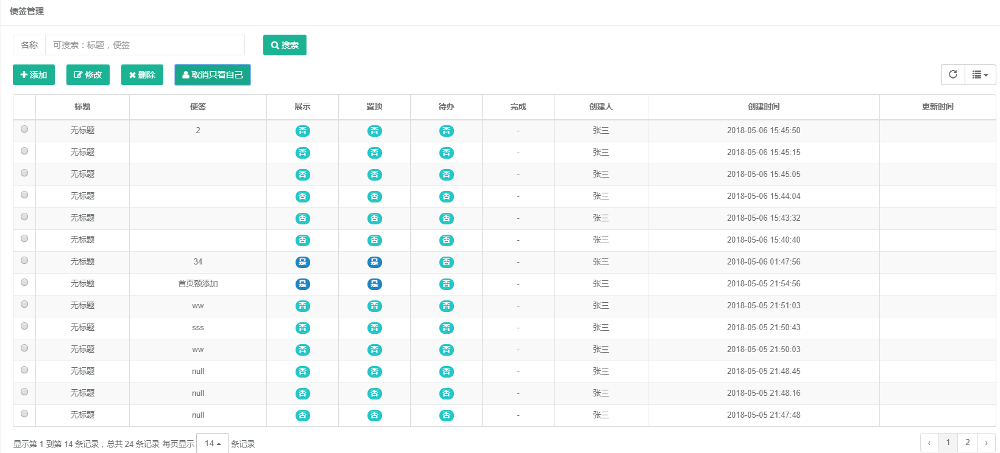 便签管理
名称 可搜索：标题，便签 搜索
添加 修改 删除 取消只看自己
标题 便签 展示 置顶 待办 完成 创建人 创建时间 更新时间
无标题 2 否 否 否 - 张三 2018-05-06 15:45:50
无标题 否 否 否 - 张三 2018-05-06 15:45:15
无标题 否 否 否 - 张三 2018-05-06 15:45:05
无标题 否 否 否 - 张三 2018-05-06 15:44:04
无标题 否 否 否 - 张三 2018-05-06 15:43:32
无标题 否 否 否 - 张三 2018-05-06 15:40:40
无标题 34 是 是 否 - 张三 2018-05-06 01:47:56
无标题 首页额添加 是 是 否 - 张三 2018-05-05 21:54:56
无标题 ww 否 否 否 - 张三 2018-05-05 21:51:03
无标题 sss 否 否 否 - 张三 2018-05-05 21:50:43
无标题 ww 否 否 否 - 张三 2018-05-05 21:50:03
无标题 null 否 否 否 - 张三 2018-05-05 21:48:45
无标题 null 否 否 否 - 张三 2018-05-05 21:48:16
无标题 null 否 否 否 - 张三 2018-05-05 21:47:48
显示第 1 到第 14 条记录，总共 24 条记录 每页显示 14 条记录 ‹ 1 2 ›